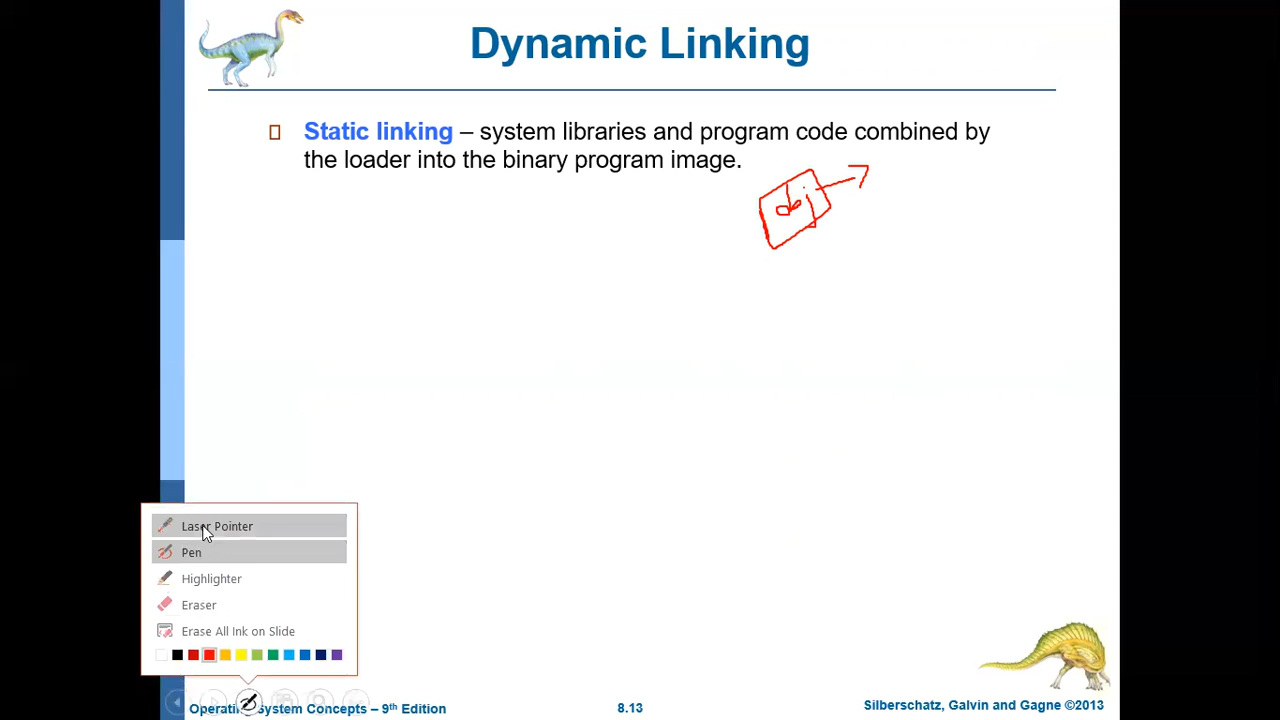 Dynamic Linking
Static linking – system libraries and program code combined by
the loader into the binary program image.
Laser Pointer
Pen
Highlighter
Eraser
Erase All Ink on Slide
Operating System Concepts – 9th Edition
8.13
Silberschatz, Galvin and Gagne ©2013